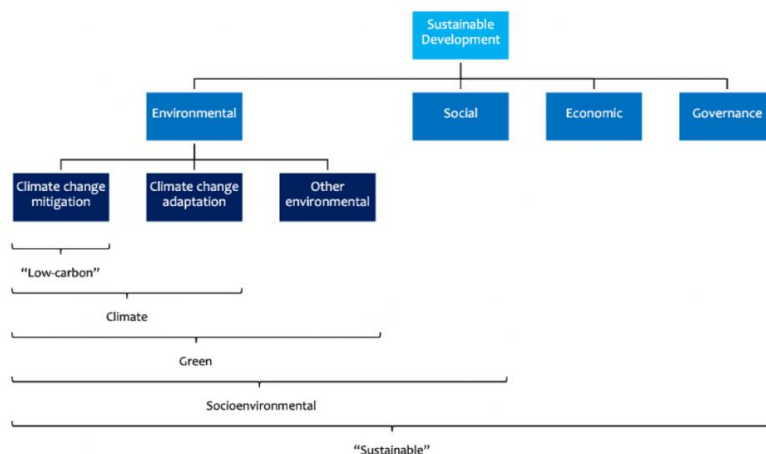 Sustainable
Development
Environmental
Social
Economic
Governance
Climate change
mitigation
Climate change
adaptation
Other
environmental
“Low-carbon”
Climate
Green
Socioenvironmental
“Sustainable”